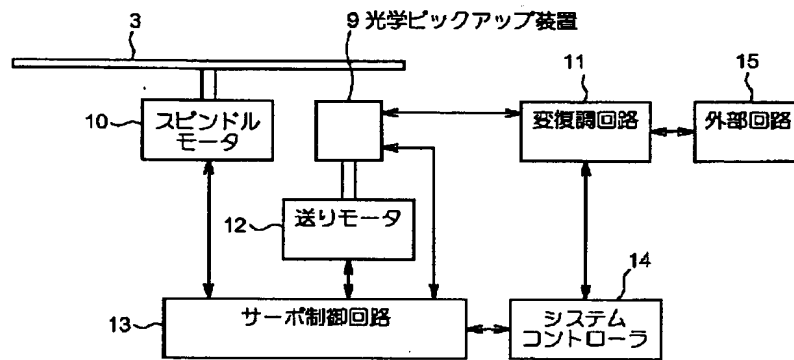 3
9 光学ピックアップ装置
11
15
10
スピンドル
モータ
変復調回路
外部回路
12
送りモータ
14
13
サーボ制御回路
システム
コントローラ